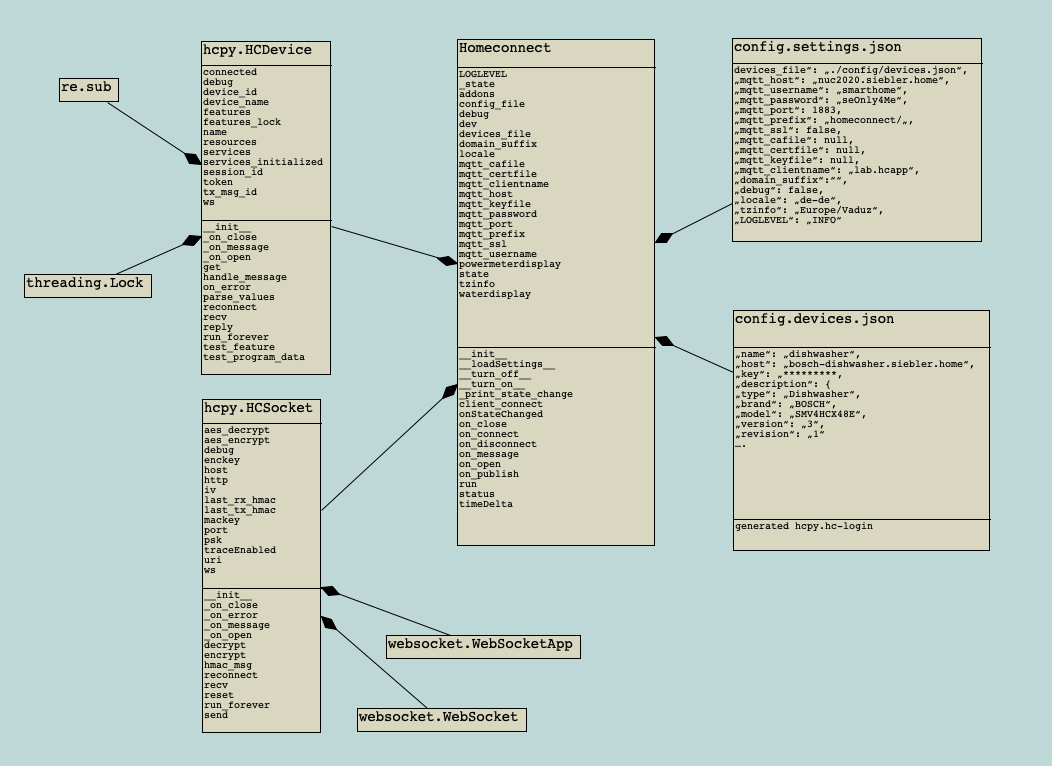 re.sub
threading.Lock
hcpy.HCDevice
connected
debug
device_id
device_name
features
features_lock
name
resources
services
services_initialized
session_id
token
tx_msg_id
ws
__init__
_on_close
_on_message
_on_open
get
handle_message
on_error
parse_values
reconnect
recv
reply
run_forever
test_feature
test_program_data
hcpy.HCSocket
aes_decrypt
aes_encrypt
debug
enckey
host
http
iv
last_rx_hmac
last_tx_hmac
mackey
port
psk
traceEnabled
uri
ws
__init__
_on_close
_on_error
_on_message
_on_open
decrypt
encrypt
hmac_msg
reconnect
recv
reset
run_forever
send
websocket.WebSocketApp
websocket.WebSocket
Homeconnect
LOGLEVEL
_state
addons
config_file
debug
dev
devices_file
domain_suffix
locale
mqtt_cafile
mqtt_certfile
mqtt_clientname
mqtt_host
mqtt_keyfile
mqtt_password
mqtt_port
mqtt_prefix
mqtt_ssl
mqtt_username
powermeterdisplay
state
tzinfo
waterdisplay
__init__
__loadSettings__
__turn_off__
__turn_on__
_print_state_change
client_connect
onStateChanged
on_close
on_connect
on_disconnect
on_message
on_open
on_publish
run
status
timeDelta
config.settings.json
devices_file“: „./config/devices.json“,
„mqtt_host“: „nuc2020.siebler.home“,
„mqtt_username“: „smarthome“,
„mqtt_password“: „seOnly4Me“,
„mqtt_port“: 1883,
„mqtt_prefix“: „homeconnect/„,
„mqtt_ssl“: false,
„mqtt_cafile“: null,
„mqtt_certfile“: null,
„mqtt_keyfile“: null,
„mqtt_clientname“: „lab.hcapp“,
„domain_suffix“:““,
„debug“: false,
„locale“: „de-de“,
„tzinfo“: „Europe/Vaduz“,
„LOGLEVEL“: „INFO“
config.devices.json
„name“: „dishwasher“,
„host“: „bosch-dishwasher.siebler.home“,
„key“: „*********,
„description“: {
„type“: „Dishwasher“,
„brand“: „BOSCH“,
„model“: „SMV4HCX48E“,
„version“: „3“,
„revision“: „1“
….
generated hcpy.hc-login